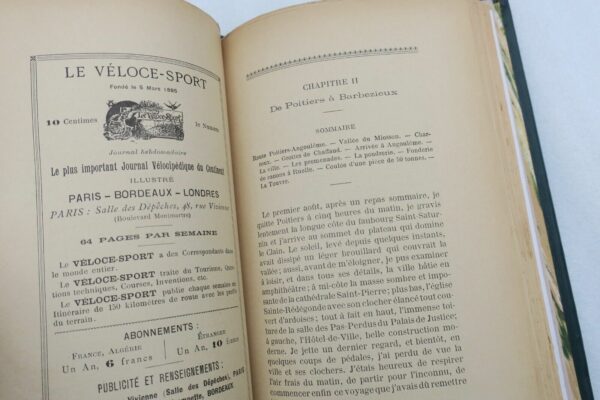 LE VÉLOCE-SPORT
Fondé le 5 Mars 1885
10 Centimes
le Numéro
Le Véloce-Sport
Journal hebdomadaire
Le plus important Journal Vélocipédique du Continent
ILLUSTRÉ
PARIS - BORDEAUX - LONDRES
PARIS : Salle des Dépêches, 48, rue Vivienne
(Boulevard Montmartre)
64 PAGES PAR SEMAINE
Le VÉLOCE-SPORT a des Correspondants dans
le monde entier.
Le VÉLOCE-SPORT traite du Tourisme, Ques-
tions techniques, Courses, Inventions, etc.
Le VÉLOCE-SPORT publie chaque semaine un
Itinéraire de 150 kilomètres de route avec les profils
du terrain.
ABONNEMENTS :
FRANCE, ALGÉRIE
Un An, 6 francs
ÉTRANGER
Un An, 10 francs
PUBLICITÉ ET RENSEIGNEMENTS :
Vivienne (Salle des Dépêches), PARIS
BORDEAUX
CHAPITRE II
De Poitiers à Barbezieux
SOMMAIRE
Route Poitiers-Angoulême. — Vallée du Miosson. — Char-
roux. — Gouttes de Chaffaud. — Arrivée à Angoulême. —
La ville. — Les promenades. — La poudrerie. — Fonderie
de canons à Ruelle. — Coulée d'une pièce de 50 tonnes. —
La Touvre.
Le premier août, après un repas sommaire, je
quitte Poitiers à cinq heures du matin, je gravis
lentement la longue côte du faubourg Saint-Satur-
nin et j'arrive au sommet du plateau qui domine
le Clain. Le soleil, levé depuis quelques instants,
avait dissipé un léger brouillard qui couvrait la
vallée ; aussi, avant de m'éloigner, je pus examiner
à loisir, et dans tous ses détails, la ville bâtie en
amphithéâtre ; à mi-côte la masse sombre et impo-
sante de la cathédrale Saint-Pierre ; plus bas, l'église
Sainte-Rédégonde avec son clocher élancé tout cou-
vert d'ardoises ; tout à fait en haut, l'immense toi-
ture de la salle des Pas-Perdus du Palais de Justice ;
à gauche, l'Hôtel-de-Ville, belle construction mo-
derne. Je jette un dernier regard, et bientôt, en
quelques coups de pédales, j'ai perdu de vue la
ville et ses clochers. J'étais heureux de respirer
l'air frais du matin, de partir pour l'inconnu, de
commencer enfin ce voyage que j'avais dû remettre